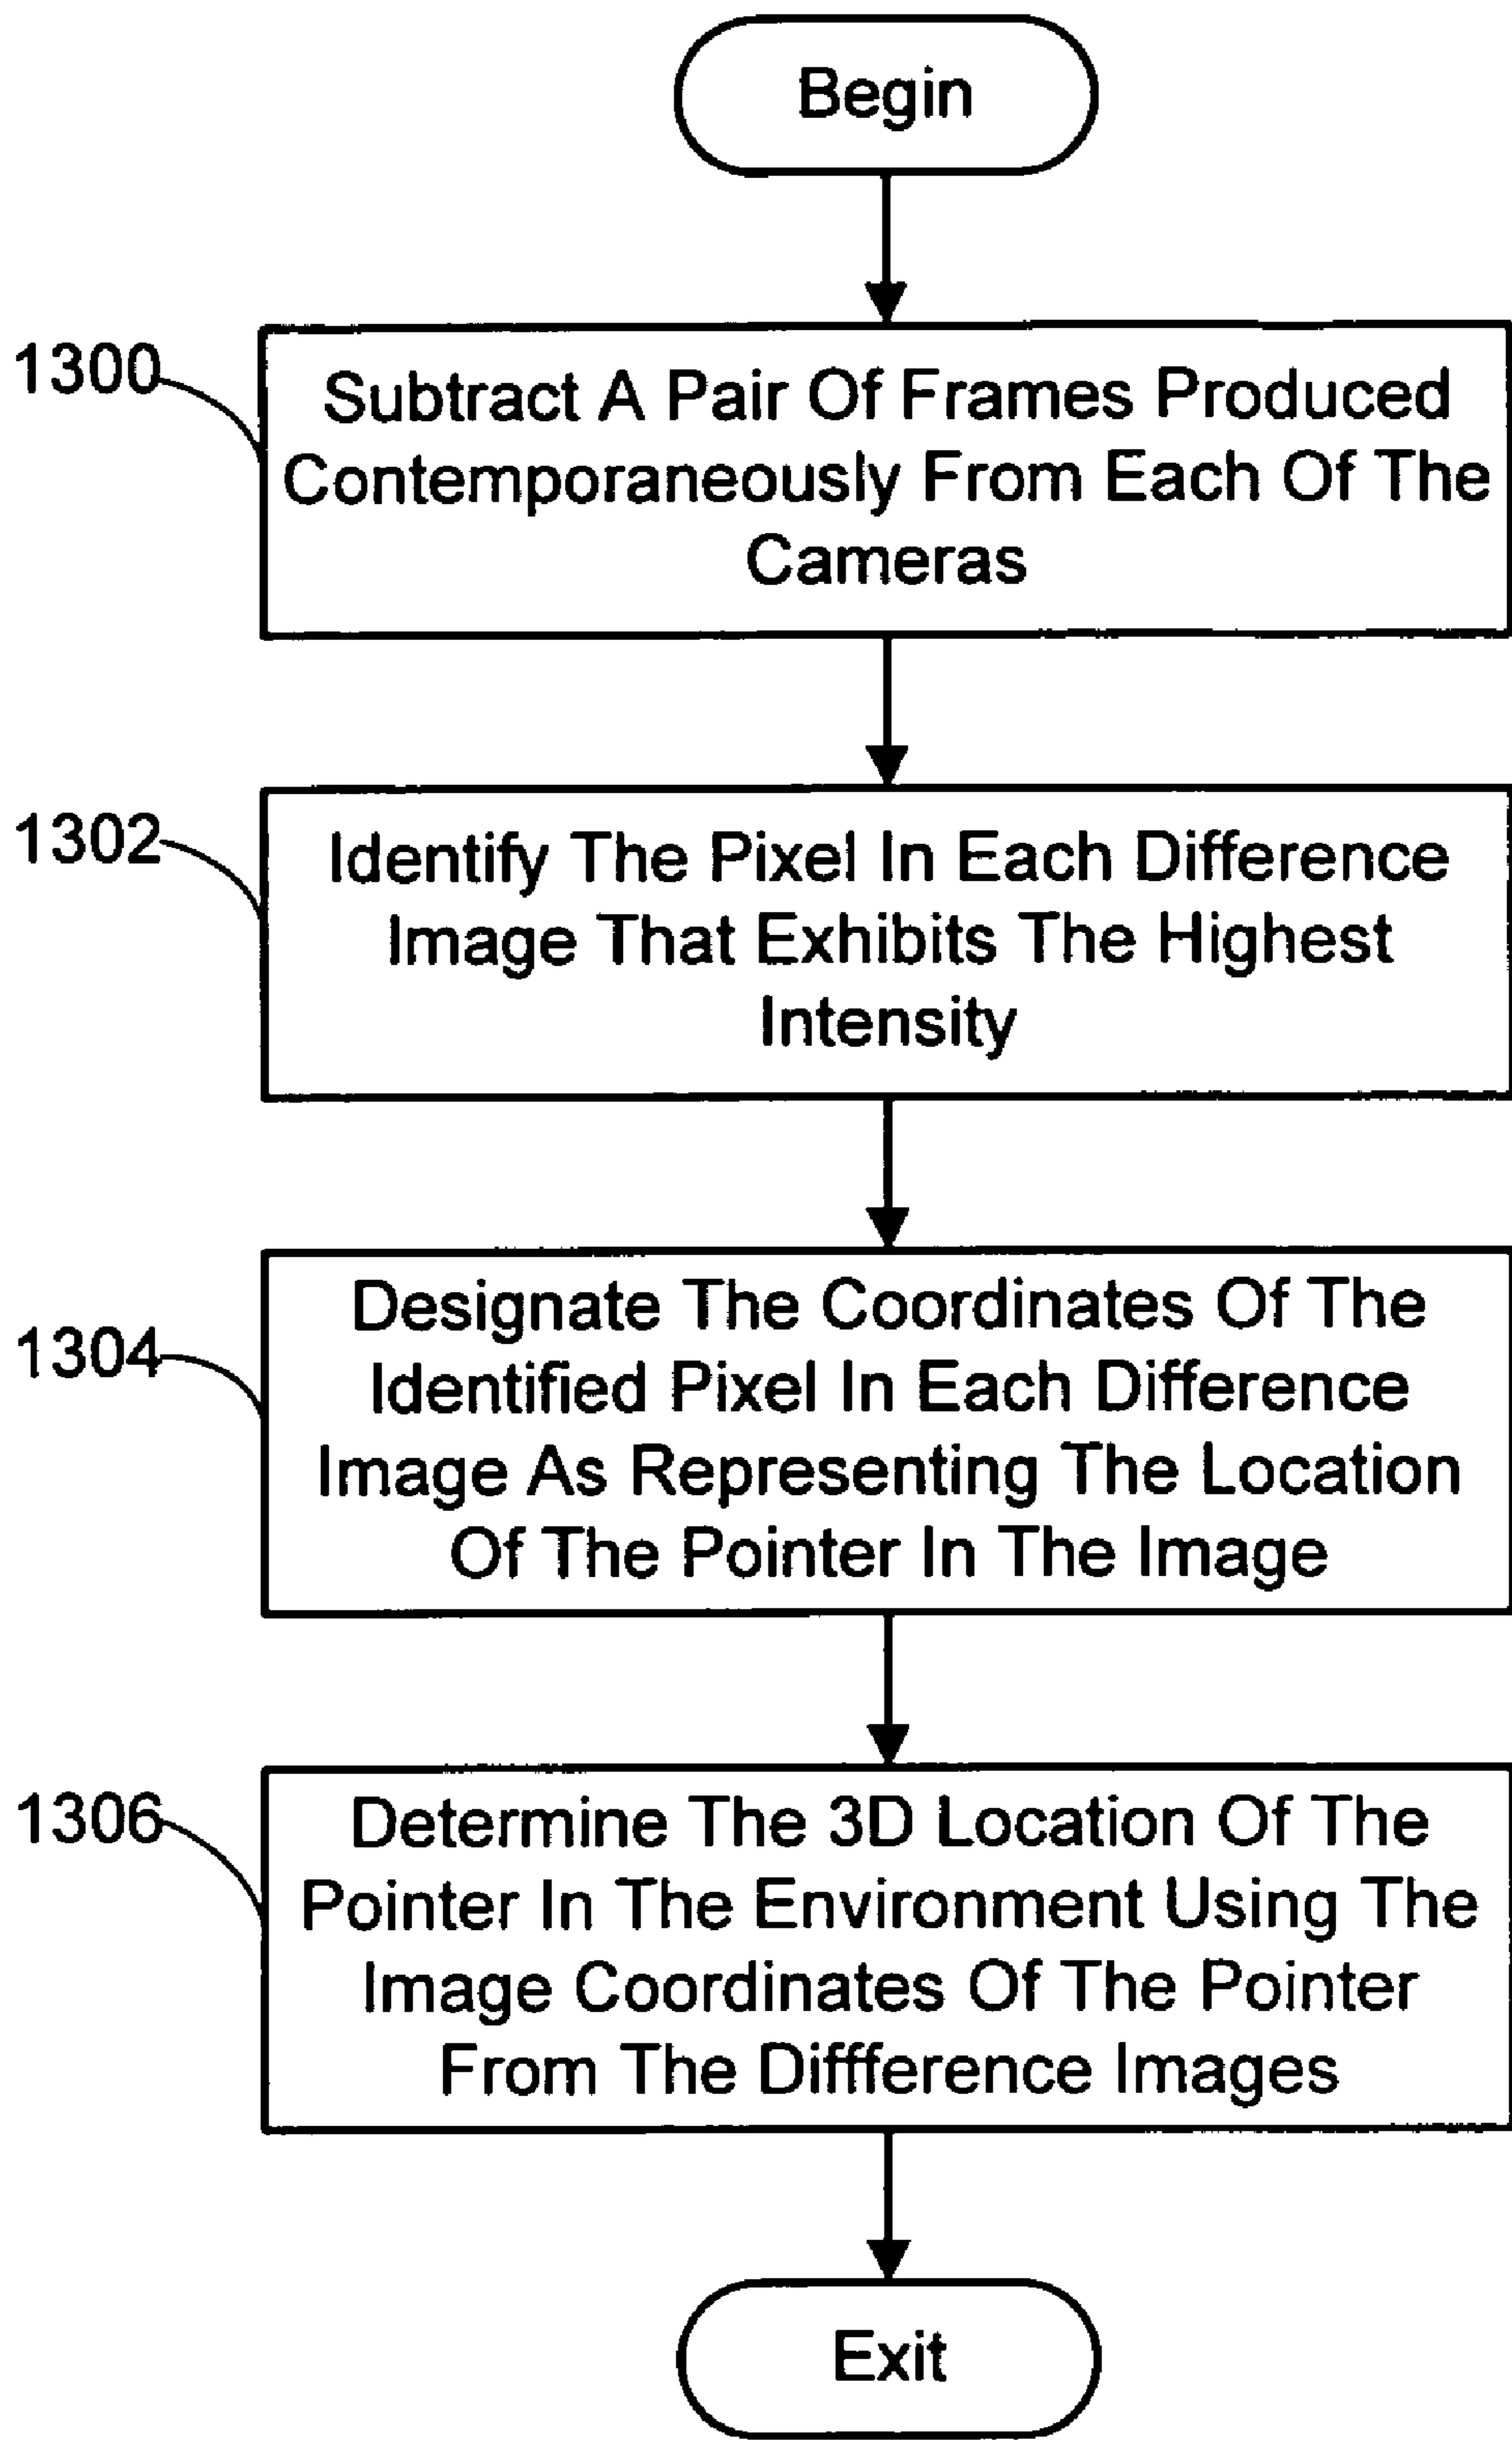 Begin
1300
Subtract A Pair Of Frames Produced
Contemporaneously From Each Of The
Cameras
1302
Identify The Pixel In Each Difference
Image That Exhibits The Highest
Intensity
1304
Designate The Coordinates Of The
Identified Pixel In Each Difference
Image As Representing The Location
Of The Pointer In The Image
1306
Determine The 3D Location Of The
Pointer In The Environment Using The
Image Coordinates Of The Pointer
From The Diffference Images
Exit